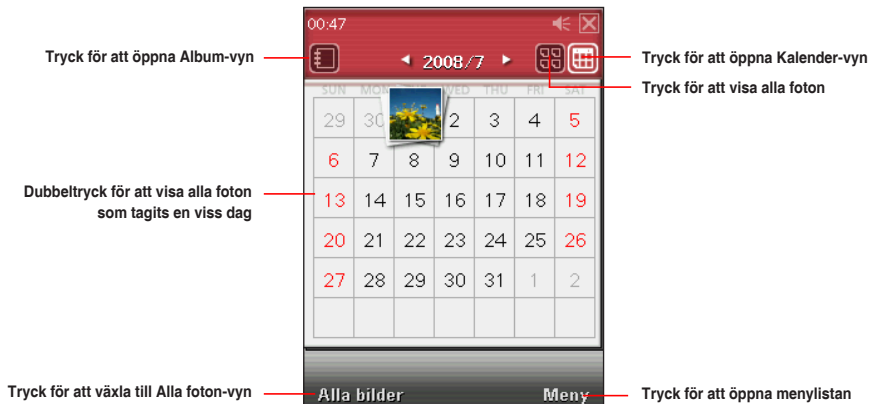 00:47
Tryck för att öppna Album-vyn
2008/7
Tryck för att öppna Kalender-vyn
Tryck för att visa alla foton
SUN MON WED THU FRI SAT
29 30 2 3 4 5
6 7 8 9 10 11 12
Dubbeltryck för att visa alla foton
som tagits en viss dag
13 14 15 16 17 18 19
20 21 22 23 24 25 26
27 28 29 30 31 1 2
Tryck för att växla till Alla foton-vyn
Alla bilder
Meny
Tryck för att öppna menylistan